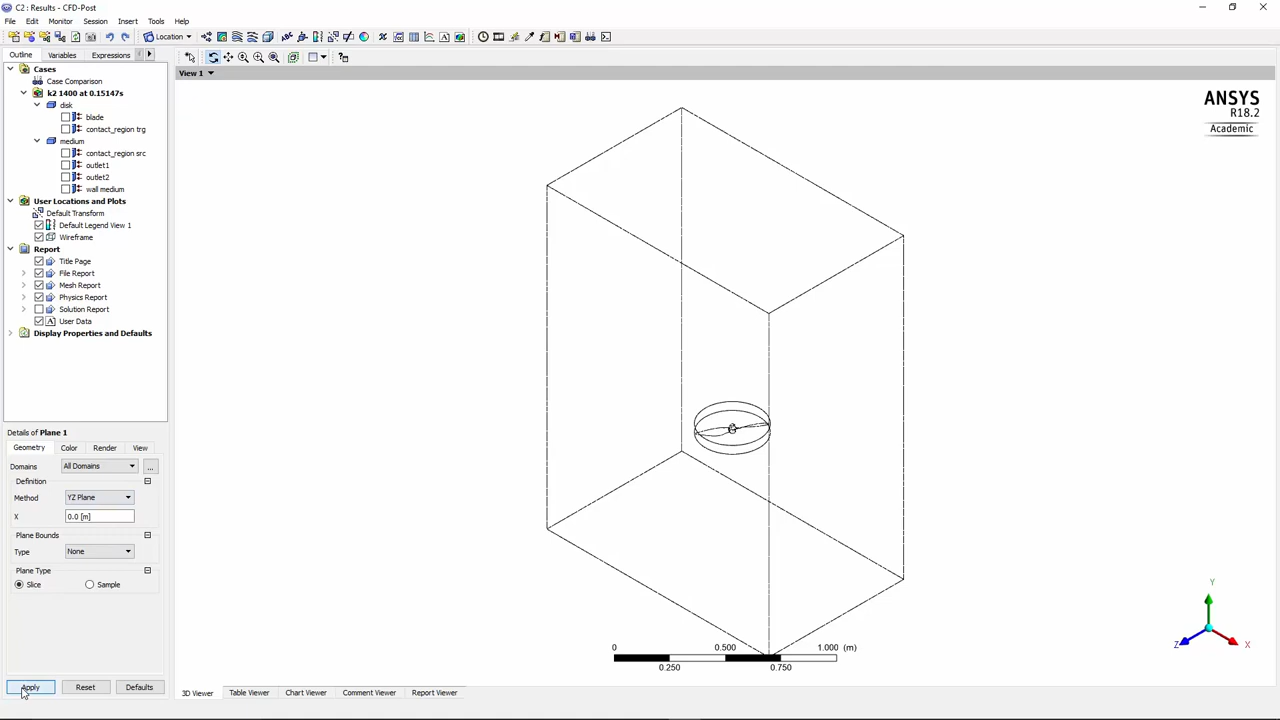 C2 : Results - CFD-Post
File Edit Monitor Session Insert Tools Help
Location
Outline Variables Expressions
View 1
Cases
Case Comparison
k2 1400 at 0.15147s
disk
blade
contact_region trg
medium
contact_region src
outlet1
outlet2
wall medium
User Locations and Plots
Default Transform
Default Legend View 1
Wireframe
Report
Title Page
File Report
Mesh Report
Physics Report
Solution Report
User Data
Display Properties and Defaults
ANSYS
R18.2
Academic
Details of Plane 1
Geometry Color Render View
Domains All Domains ...
Definition
Method YZ Plane
X 0.0 [m]
Plane Bounds
Type None
Plane Type
Slice Sample
Apply Reset Defaults
0 0.500 1.000 (m)
0.250 0.750
Y
Z X
3D Viewer Table Viewer Chart Viewer Comment Viewer Report Viewer